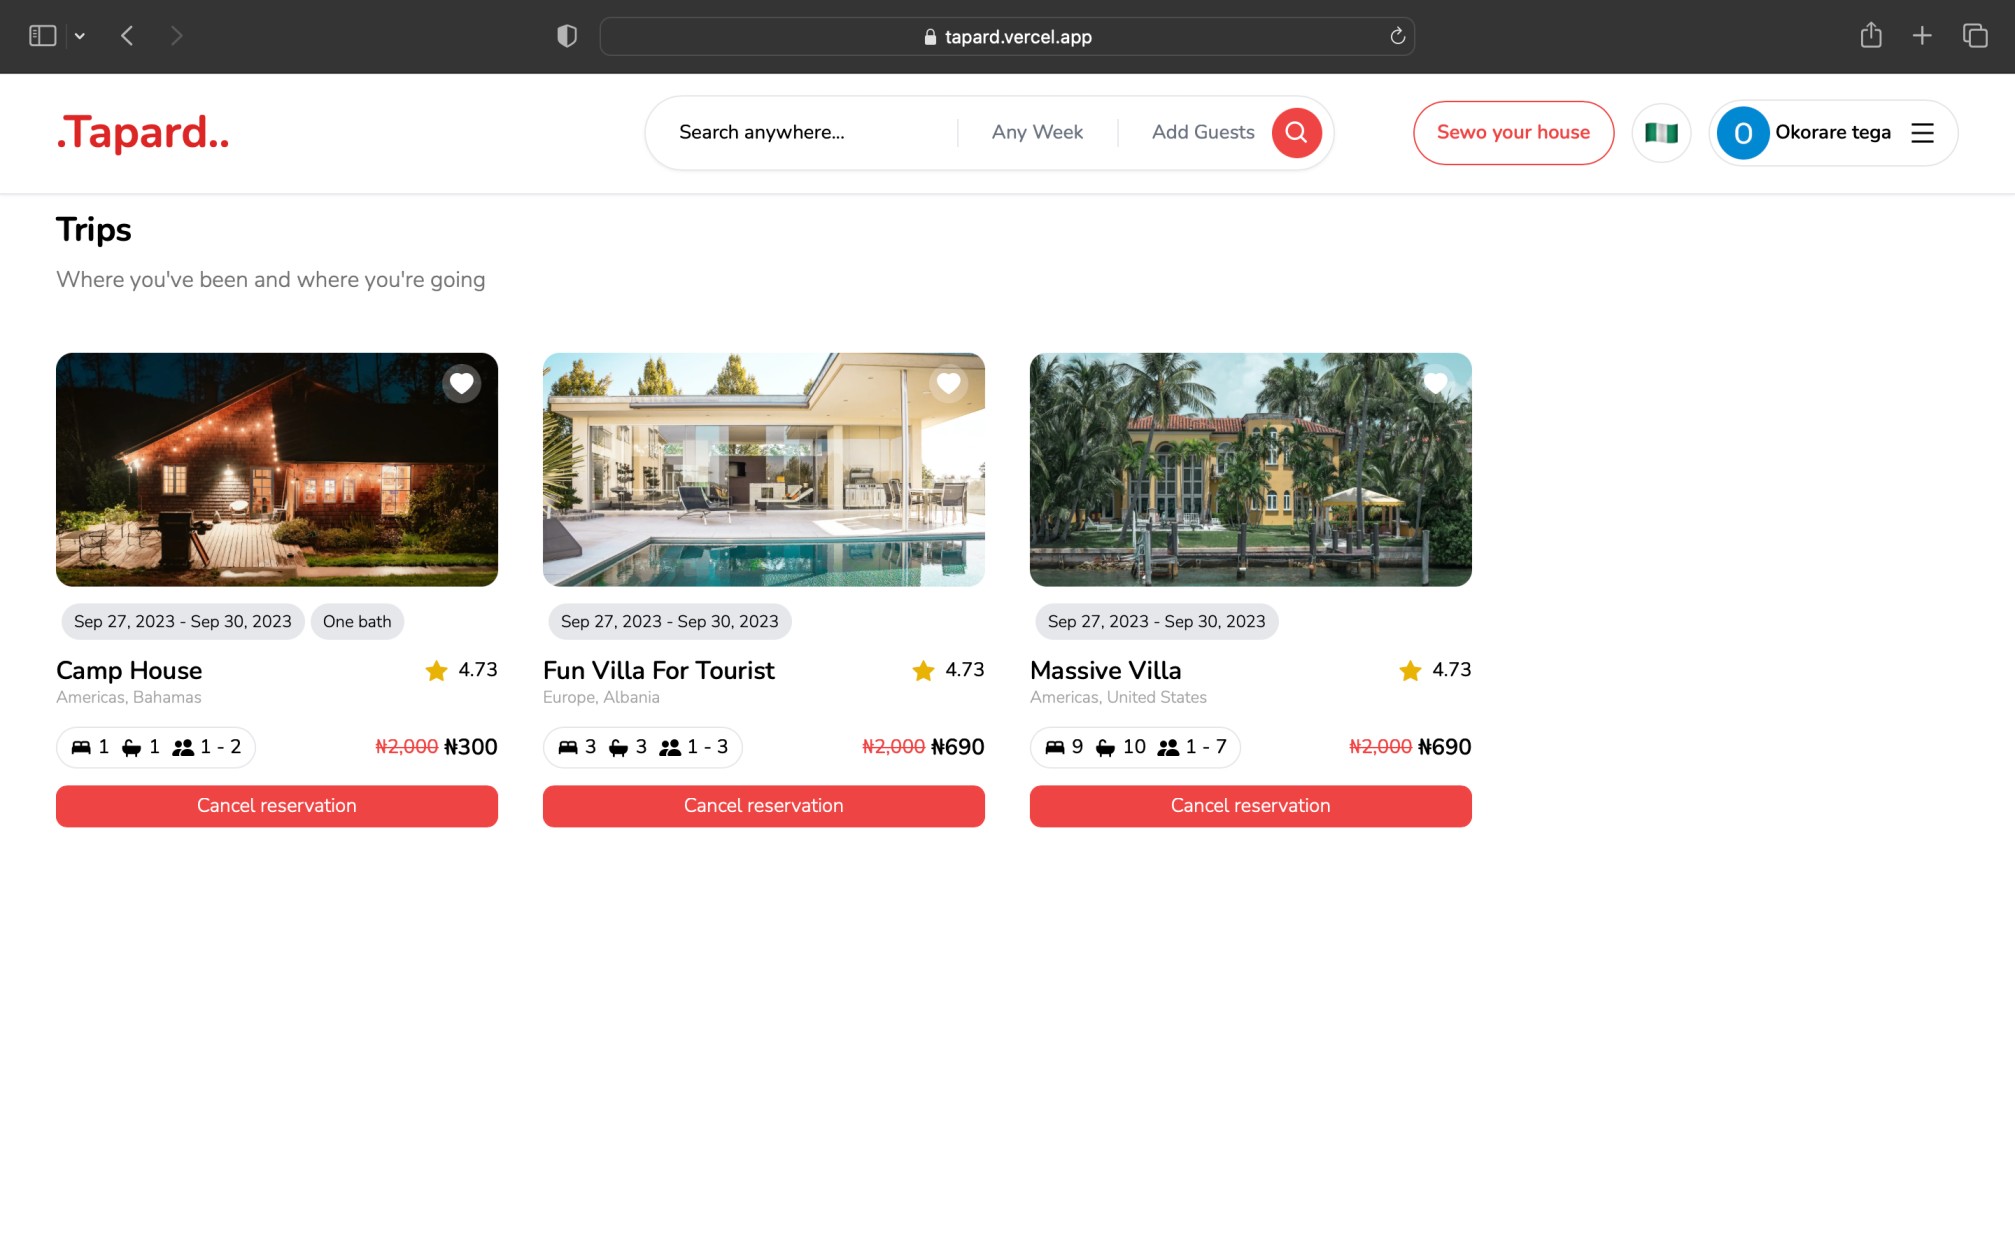 tapard.vercel.app
.Tapard..
Search anywhere...
Any Week
Add Guests
Sewo your house
O
Okorare tega
Trips
Where you've been and where you're going
Sep 27, 2023 - Sep 30, 2023
One bath
Camp House
4.73
Americas, Bahamas
1 1 1 - 2
₦2,000 ₦300
Cancel reservation
Sep 27, 2023 - Sep 30, 2023
Fun Villa For Tourist
4.73
Europe, Albania
3 3 1 - 3
₦2,000 ₦690
Cancel reservation
Sep 27, 2023 - Sep 30, 2023
Massive Villa
4.73
Americas, United States
9 10 1 - 7
₦2,000 ₦690
Cancel reservation